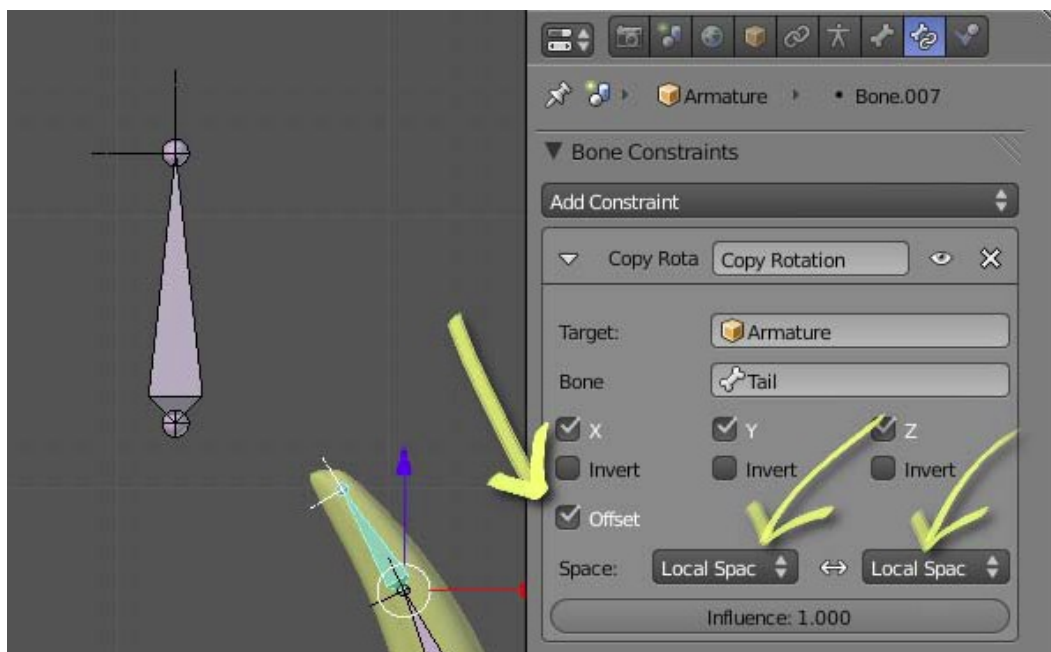 Armature Bone.007
Bone Constraints
Add Constraint
Copy Rota Copy Rotation
Target: Armature
Bone Tail
X Y Z
Invert Invert Invert
Offset
Space: Local Spac Local Spac
Influence: 1.000